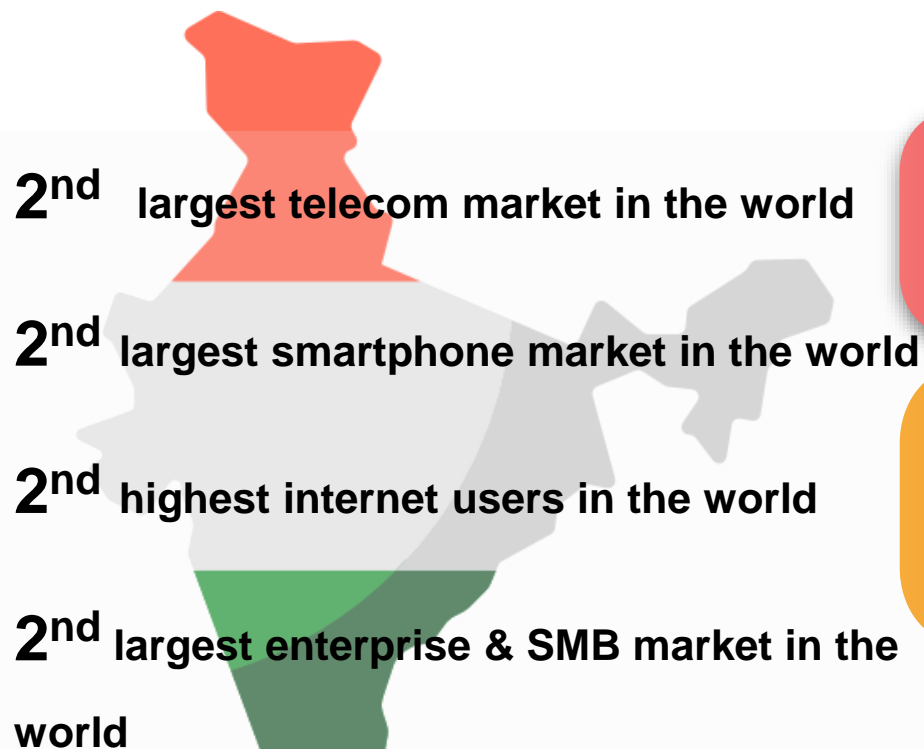 2nd largest telecom market in the world
2nd largest smartphone market in the world
2nd highest internet users in the world
2nd largest enterprise & SMB market in the
world